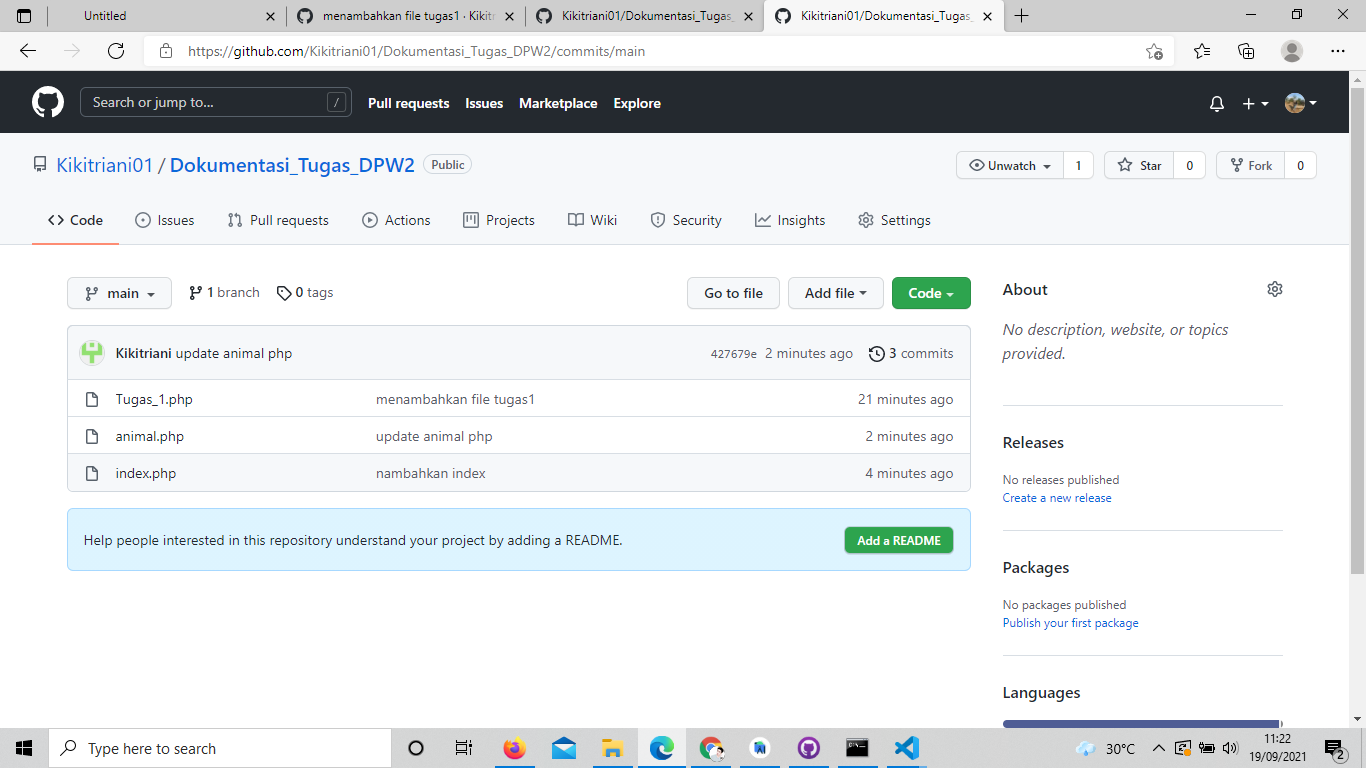 Untitled
menambahkan file tugas1 · Kikit
Kikitriani01/Dokumentasi_Tugas_
Kikitriani01/Dokumentasi_Tugas_
https://github.com/Kikitriani01/Dokumentasi_Tugas_DPW2/commits/main
Search or jump to...
/
Pull requests
Issues
Marketplace
Explore
Kikitriani01 / Dokumentasi_Tugas_DPW2
Public
Unwatch
1
Star
0
Fork
0
Code
Issues
Pull requests
Actions
Projects
Wiki
Security
Insights
Settings
main
1 branch
0 tags
Go to file
Add file
Code
Kikitriani update animal php
427679e
2 minutes ago
3 commits
Tugas_1.php
menambahkan file tugas1
21 minutes ago
animal.php
update animal php
2 minutes ago
index.php
nambahkan index
4 minutes ago
Help people interested in this repository understand your project by adding a README.
Add a README
About
No description, website, or topics
provided.
Releases
No releases published
Create a new release
Packages
No packages published
Publish your first package
Languages
Type here to search
30°C
11:22
19/09/2021
2